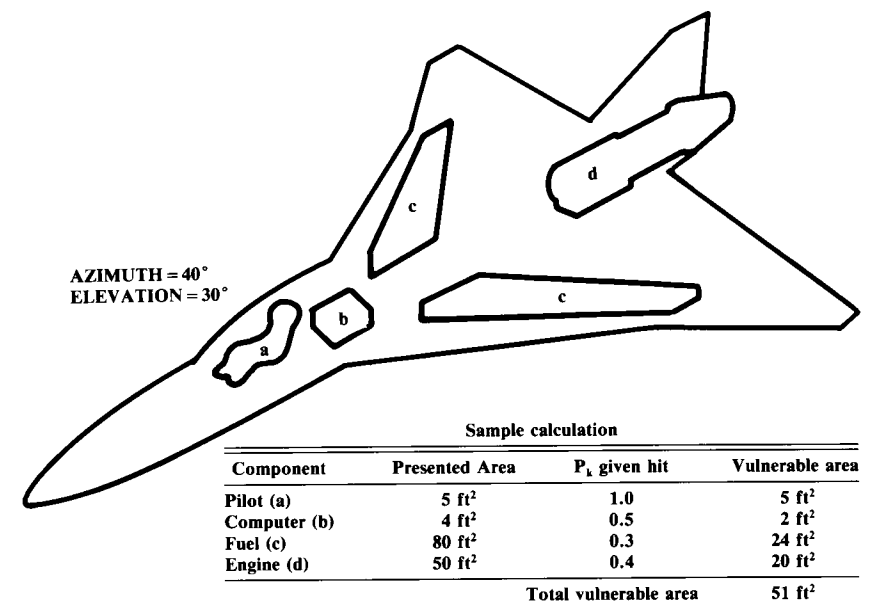 d
c
AZIMUTH = 40°
ELEVATION = 30°
c
b
a
Sample calculation
Component Presented Area Pk given hit Vulnerable area
Pilot (a) 5 ft² 1.0 5 ft²
Computer (b) 4 ft² 0.5 2 ft²
Fuel (c) 80 ft² 0.3 24 ft²
Engine (d) 50 ft² 0.4 20 ft²
Total vulnerable area 51 ft²